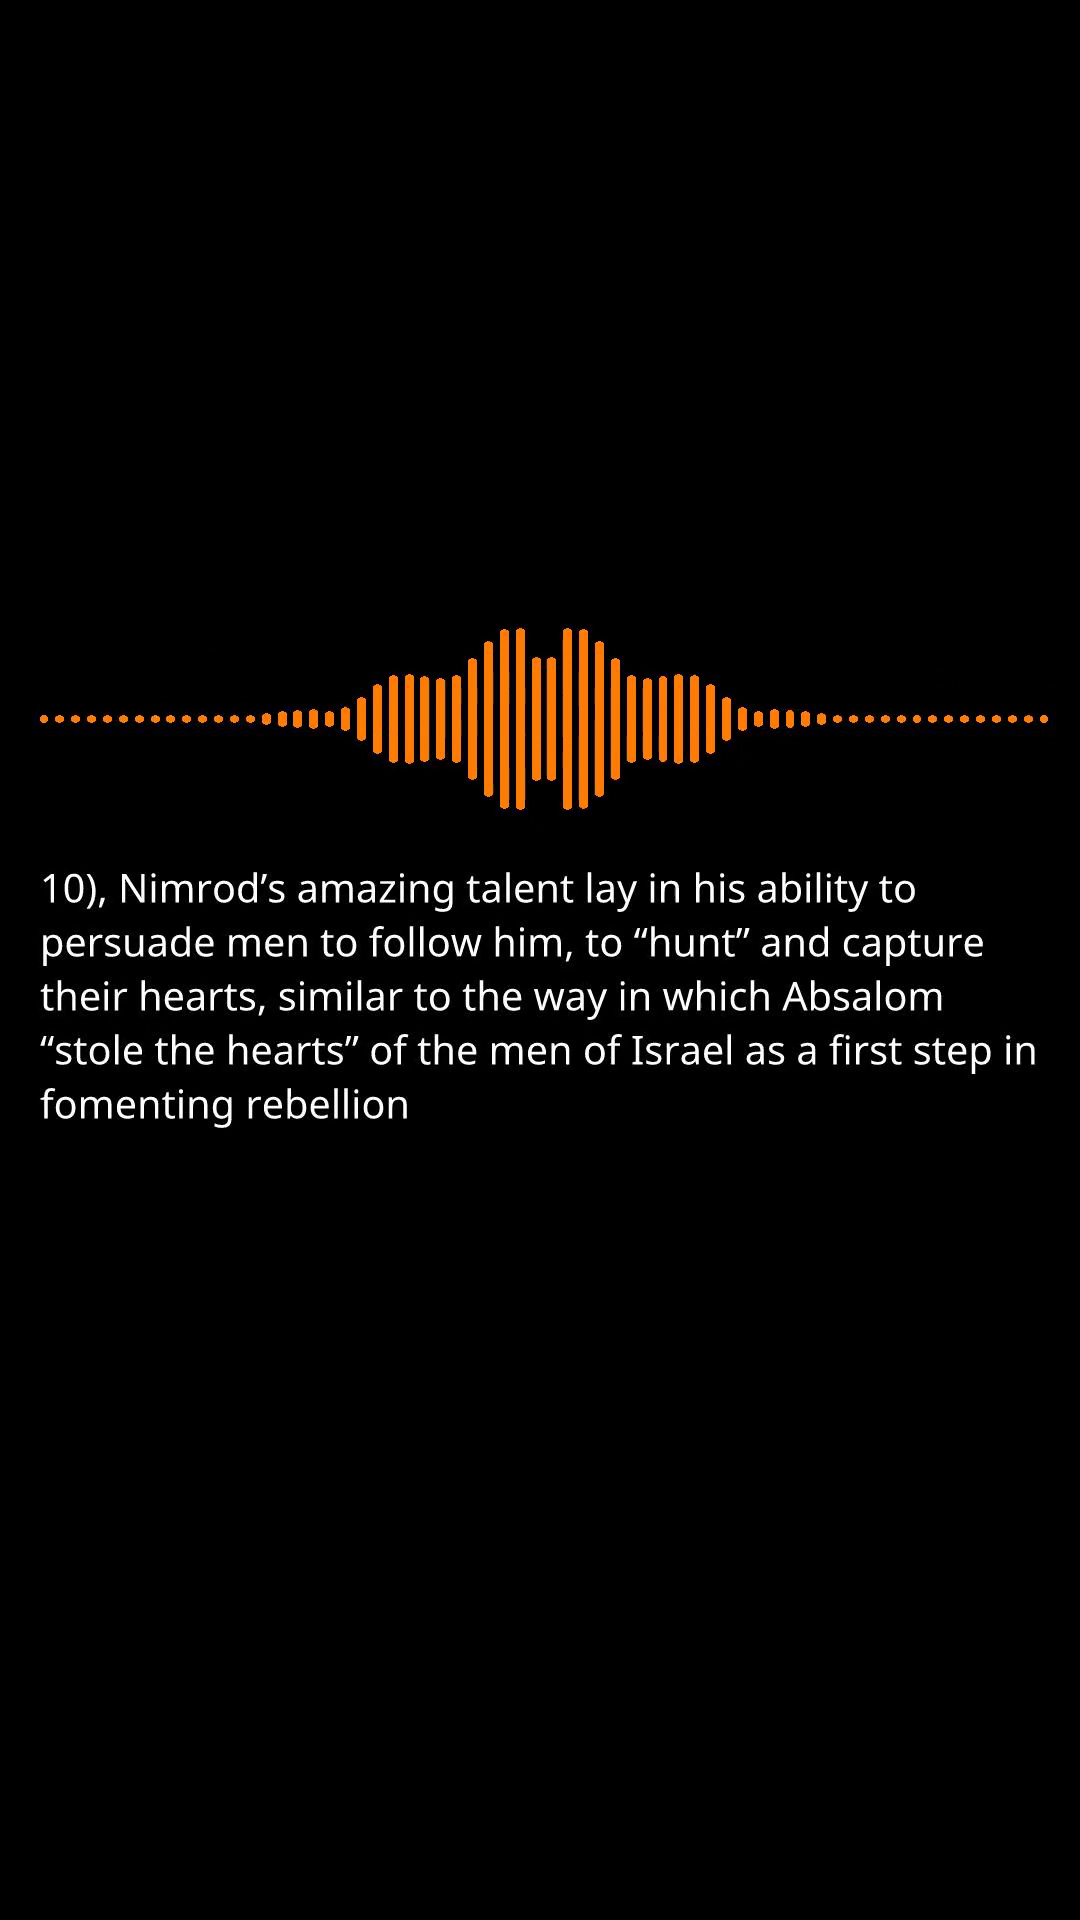 10), Nimrod’s amazing talent lay in his ability to
persuade men to follow him, to “hunt” and capture
their hearts, similar to the way in which Absalom
“stole the hearts” of the men of Israel as a first step in
fomenting rebellion